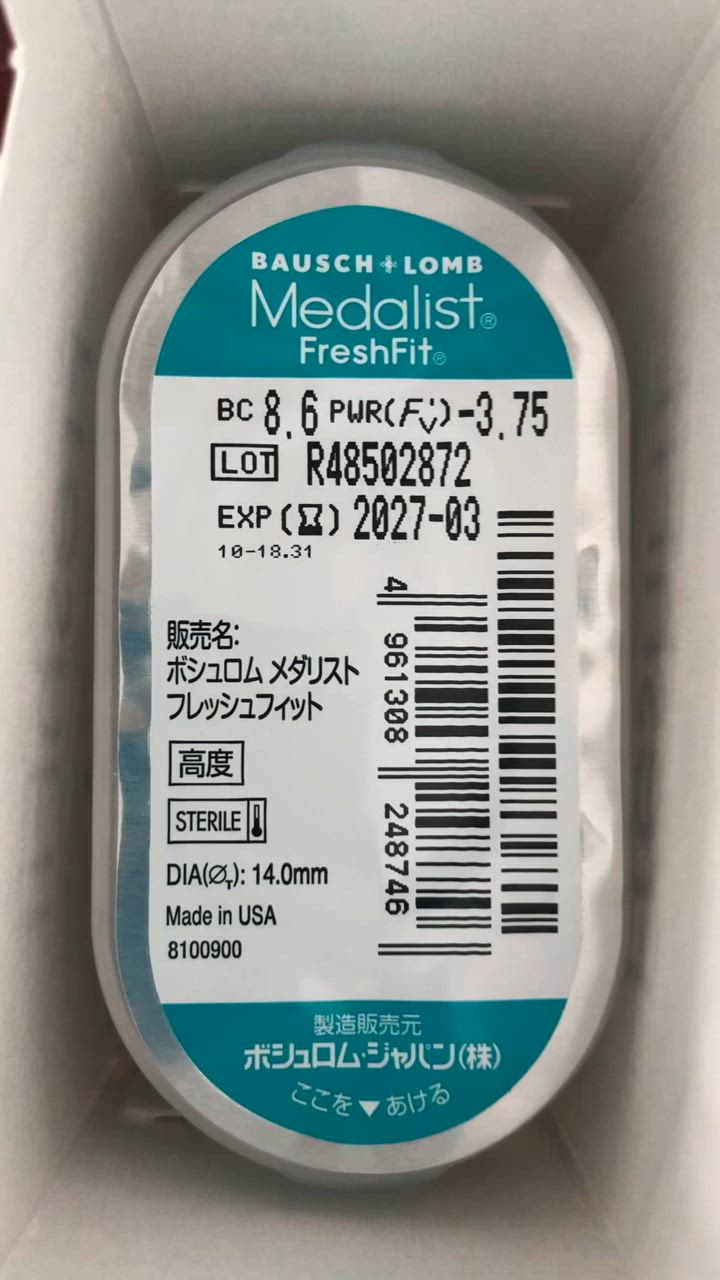 BAUSCH + LOMB
Medalist®
FreshFit®
BC 8.6 PWR(Fv')-3.75
LOT R48502872
EXP 2027-03
10-18.31
販売名:
ボシュロム メダリスト
フレッシュフィット
高度
STERILE
DIA(Ø_T): 14.0mm
Made in USA
8100900
4 961308 248746
製造販売元
ボシュロム・ジャパン(株)
ここを▼あける